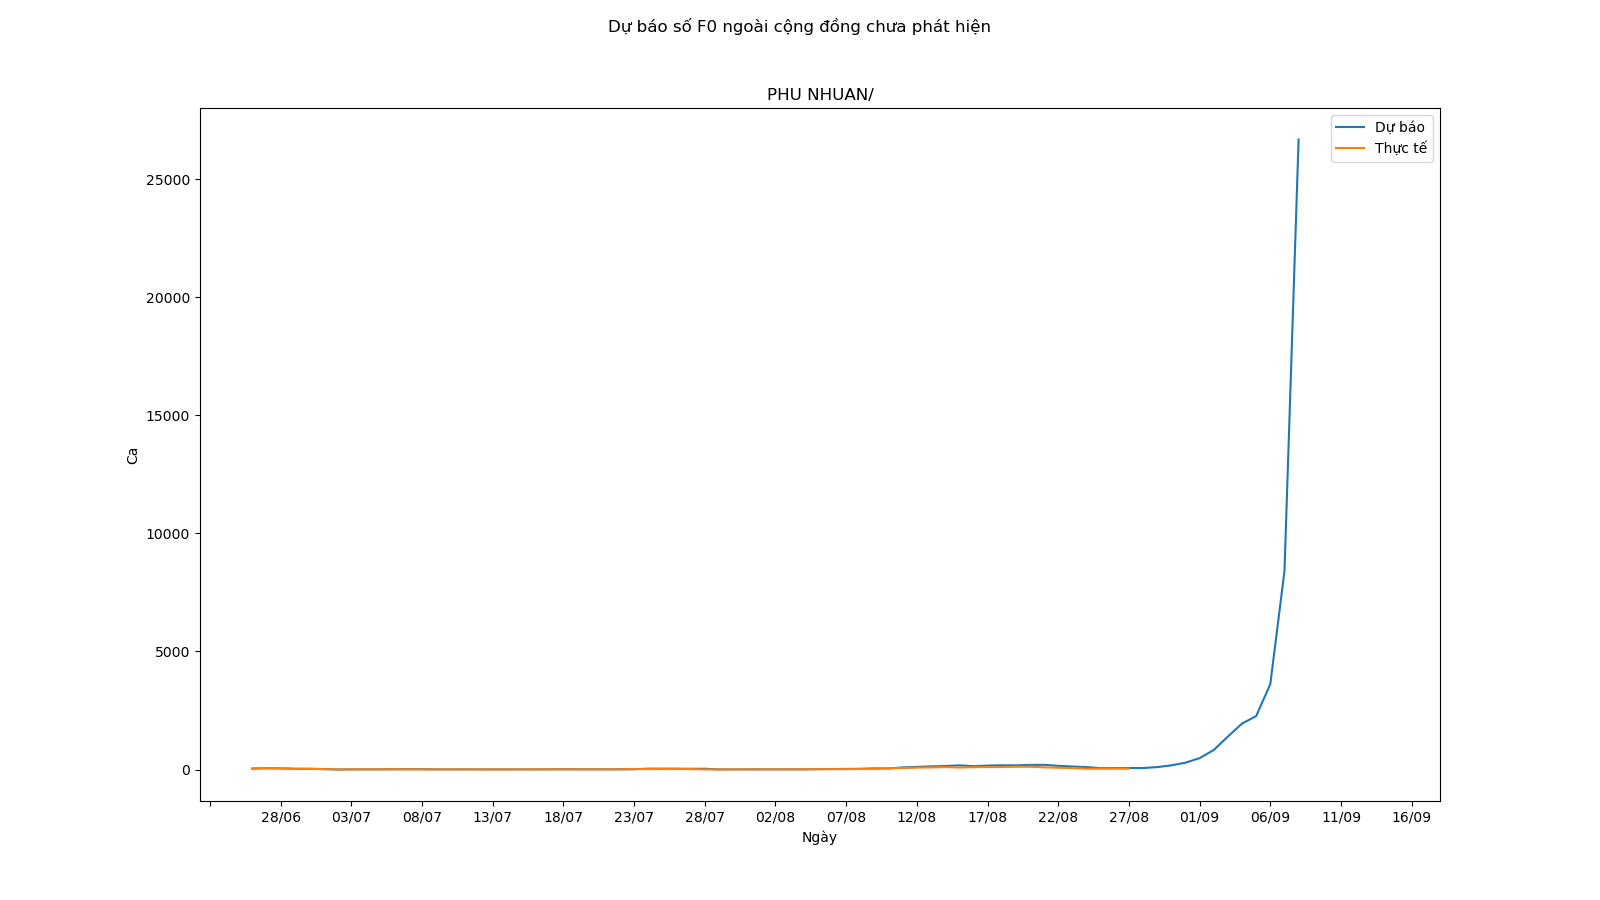 Dự báo số F0 ngoài cộng đồng chưa phát hiện
PHU NHUAN/
Dự báo
Thực tế
25000
20000
15000
10000
5000
0
Ca
28/06 03/07 08/07 13/07 18/07 23/07 28/07 02/08 07/08 12/08 17/08 22/08 27/08 01/09 06/09 11/09 16/09
Ngày